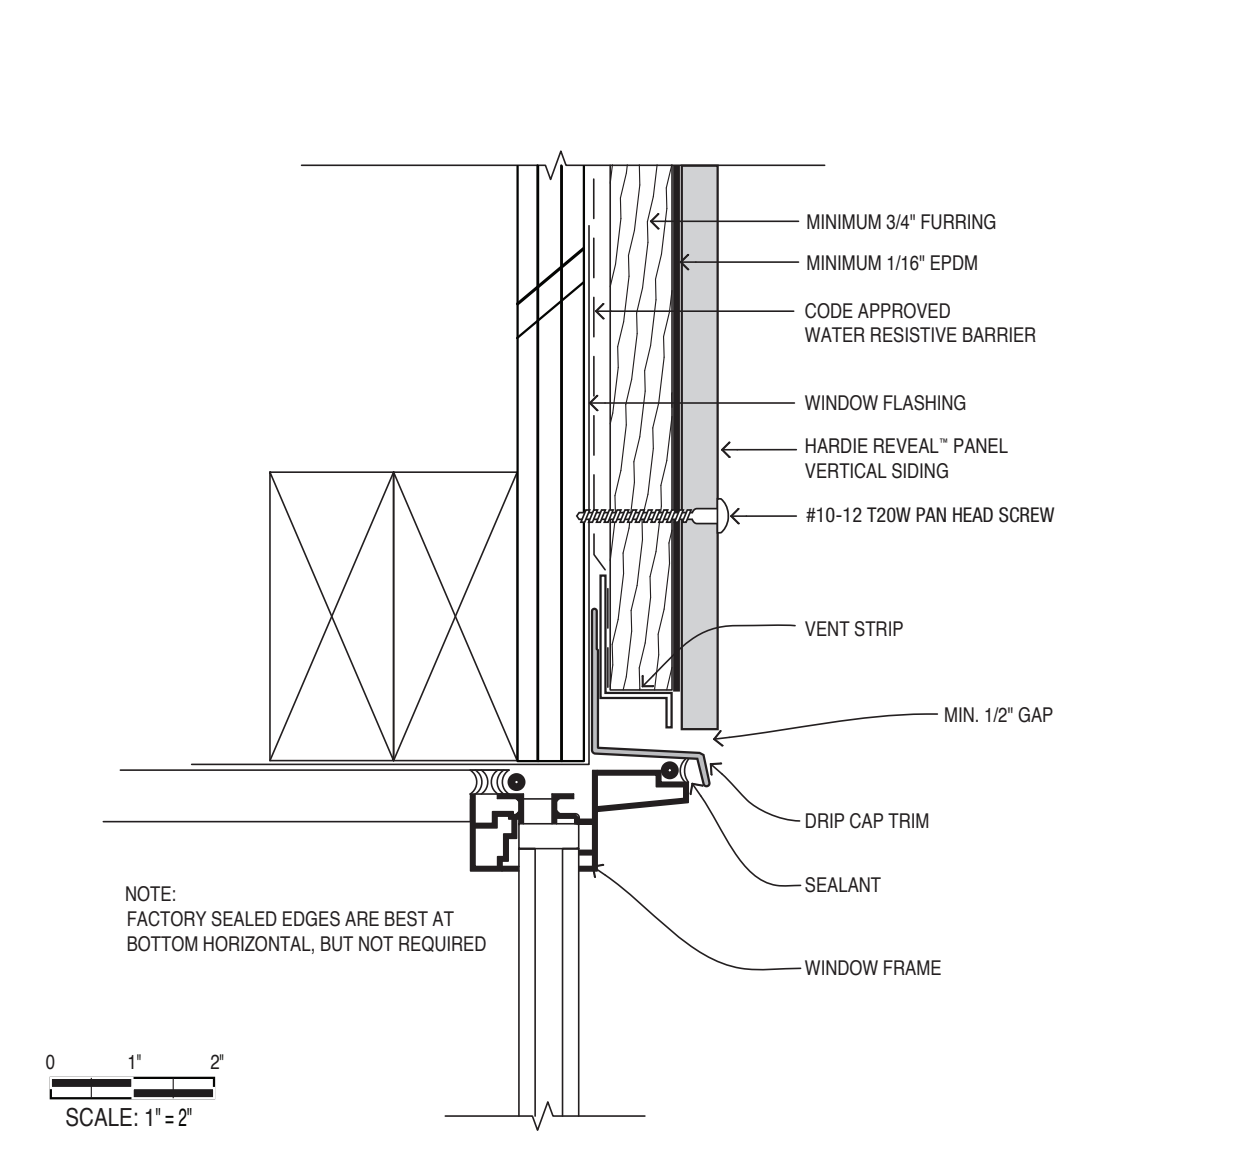 MINIMUM 3/4" FURRING
MINIMUM 1/16" EPDM
CODE APPROVED
WATER RESISTIVE BARRIER
WINDOW FLASHING
HARDIE REVEAL™ PANEL
VERTICAL SIDING
#10-12 T20W PAN HEAD SCREW
VENT STRIP
MIN. 1/2" GAP
DRIP CAP TRIM
SEALANT
WINDOW FRAME
NOTE:
FACTORY SEALED EDGES ARE BEST AT
BOTTOM HORIZONTAL, BUT NOT REQUIRED
0 1" 2"
SCALE: 1" = 2"